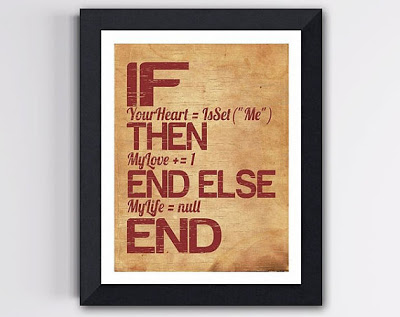 IF
YourHeart = IsSet("Me")
THEN
MyLove += 1
END ELSE
MyLife = null
END